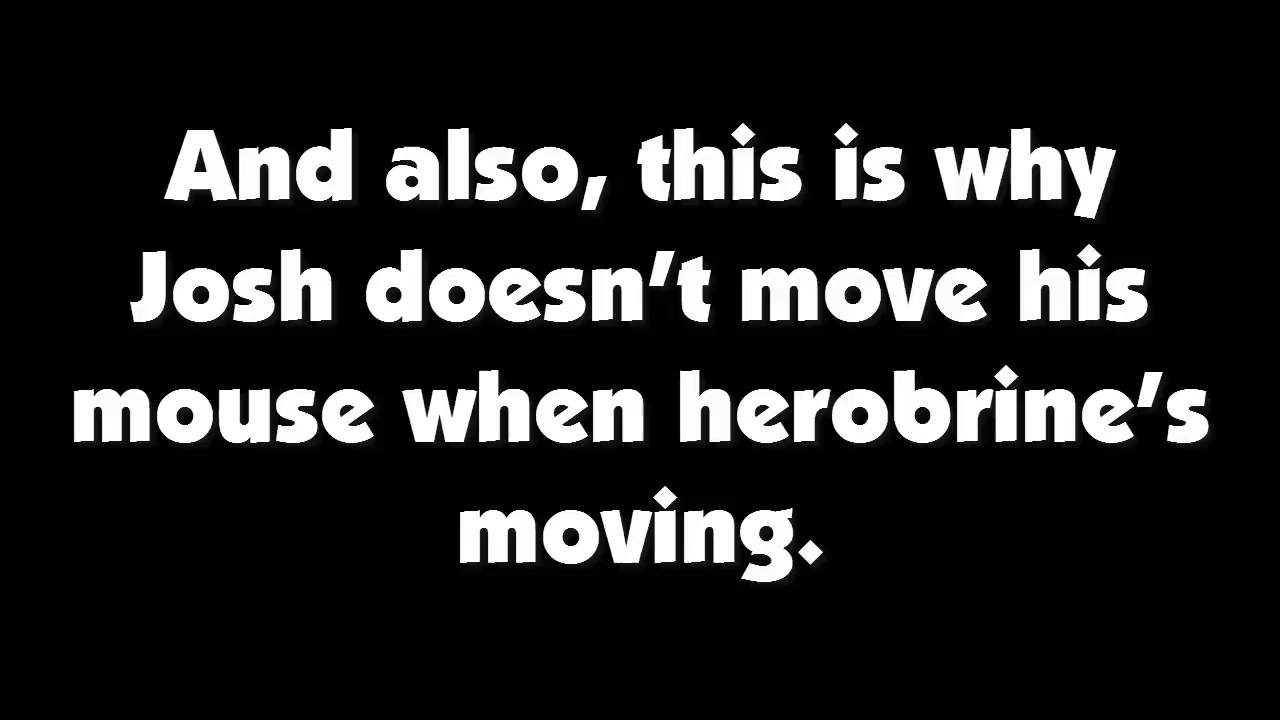 And also, this is why
Josh doesn't move his
mouse when herobrine's
moving.